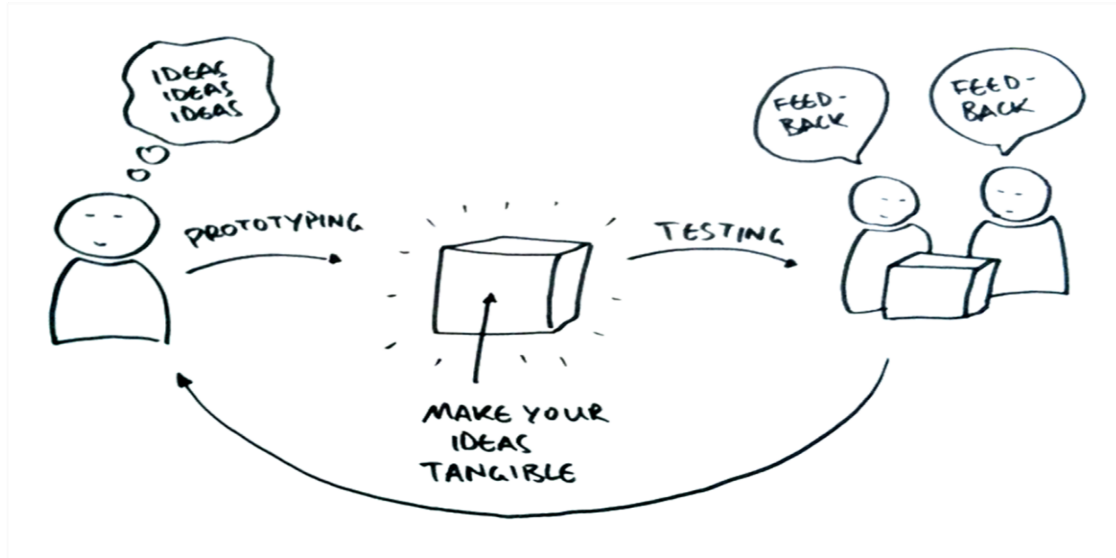 IDEAS
IDEAS
IDEAS
PROTOTYPING
MAKE YOUR
IDEAS
TANGIBLE
TESTING
FEED-
BACK
FEED-
BACK